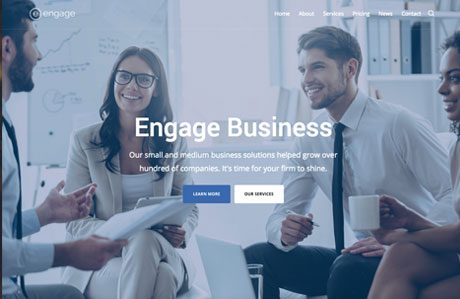 engage
Home About Services Pricing News Contact
Engage Business
Our small and medium business solutions helped grow over
hundred of companies. It's time for your firm to shine.
LEARN MORE OUR SERVICES